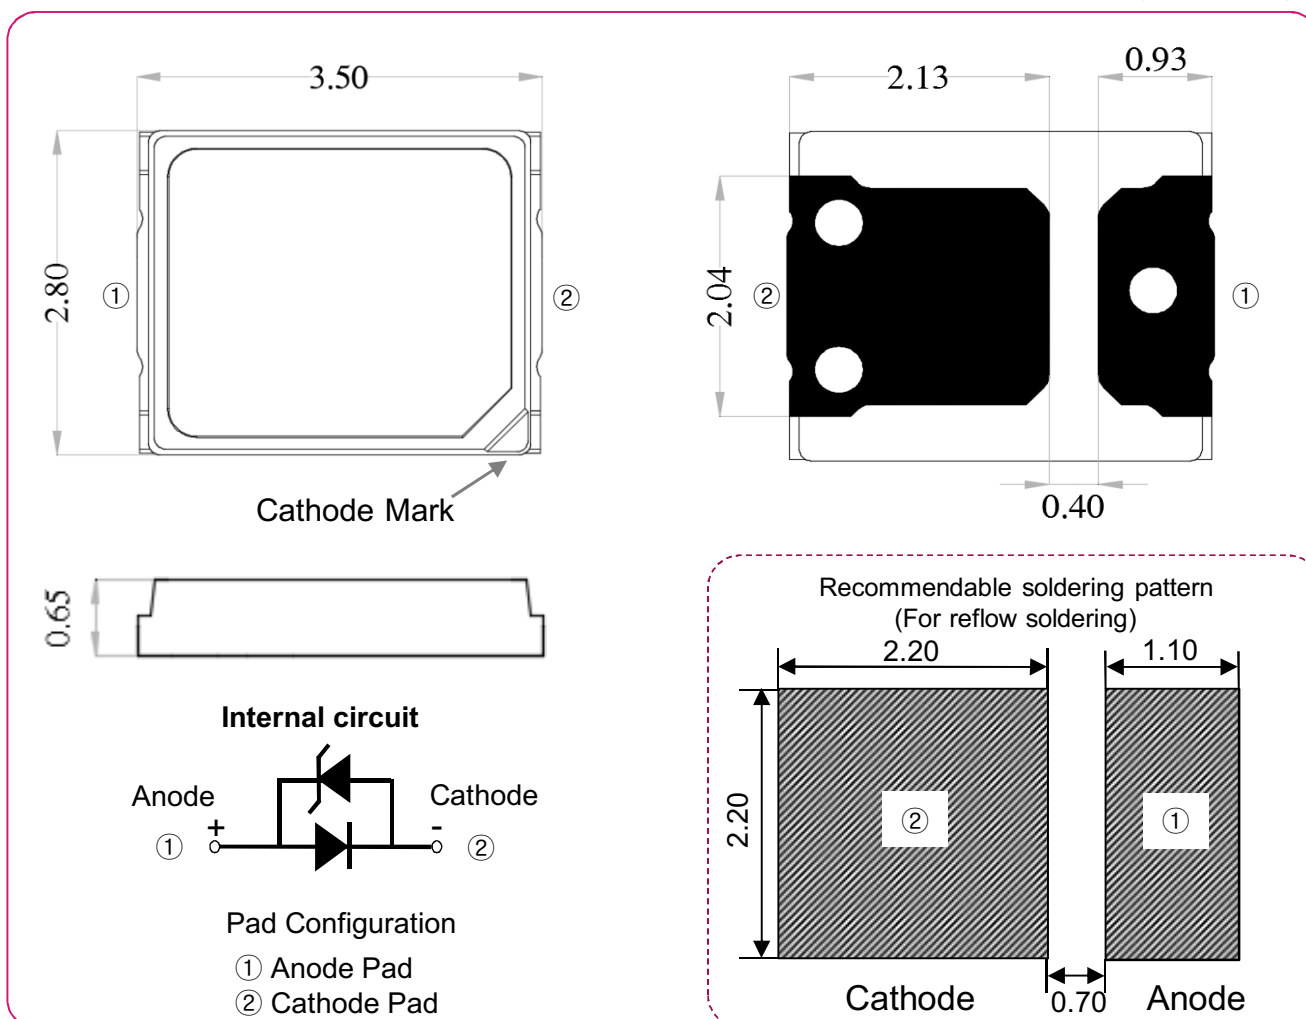 3.50
2.80
①
②
Cathode Mark
2.13
0.93
2.04
②
①
0.40
0.65
Internal circuit
Anode
Cathode
+
-
①
②
Pad Configuration
① Anode Pad
② Cathode Pad
Recommendable soldering pattern
(For reflow soldering)
2.20
1.10
2.20
②
①
Cathode
0.70
Anode